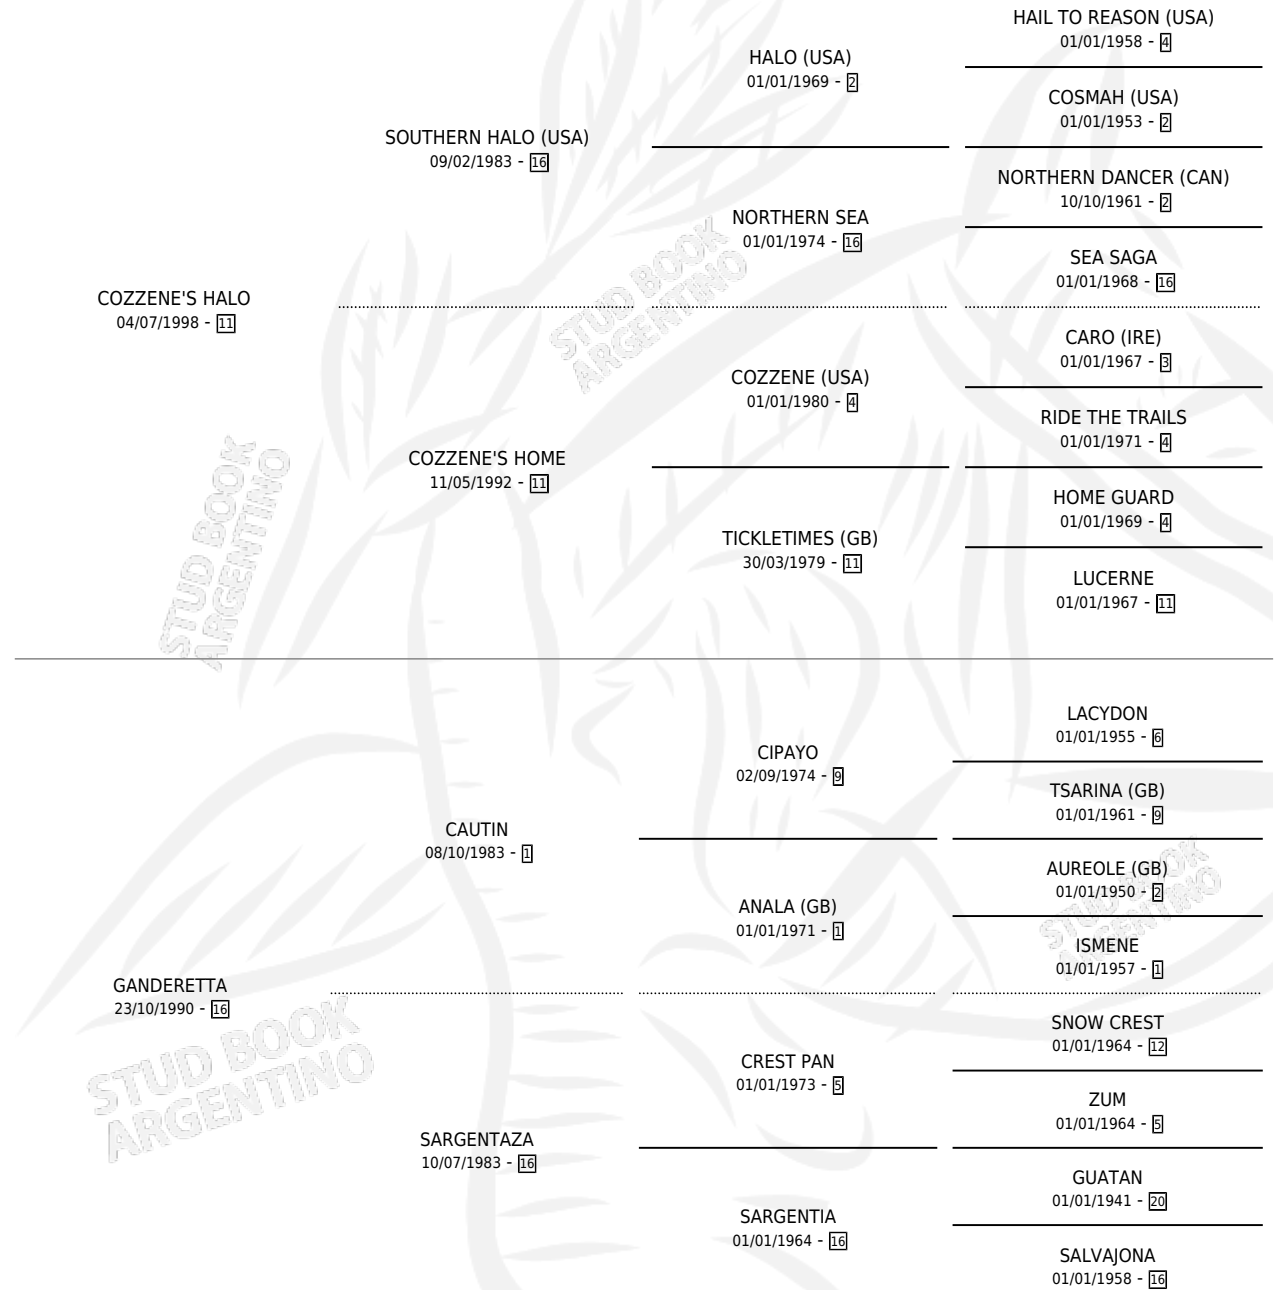 HAIL TO REASON (USA)
01/01/1958 - 4
HALO (USA)
01/01/1969 - 2
COSMAH (USA)
01/01/1953 - 2
SOUTHERN HALO (USA)
09/02/1983 - 16
NORTHERN DANCER (CAN)
10/10/1961 - 2
NORTHERN SEA
01/01/1974 - 16
SEA SAGA
01/01/1968 - 16
COZZENE'S HALO
04/07/1998 - 11
STUD BOOK
ARGENTINO
CARO (IRE)
01/01/1967 - 3
COZZENE (USA)
01/01/1980 - 4
RIDE THE TRAILS
01/01/1971 - 4
COZZENE'S HOME
11/05/1992 - 11
HOME GUARD
01/01/1969 - 4
TICKLETIMES (GB)
30/03/1979 - 11
LUCERNE
01/01/1967 - 11
STUD BOOK
ARGENTINO
LACYDON
01/01/1955 - 6
CIPAYO
02/09/1974 - 9
TSARINA (GB)
01/01/1961 - 9
CAUTIN
08/10/1983 - 1
AUREOLE (GB)
01/01/1950 - 2
ANALA (GB)
01/01/1971 - 1
STUD BOOK
ARGENTINO
ISMENE
01/01/1957 - 1
GANDERETTA
23/10/1990 - 16
SNOW CREST
01/01/1964 - 12
CREST PAN
01/01/1973 - 5
STUD BOOK
ARGENTINO
ZUM
01/01/1964 - 5
SARGENTAZA
10/07/1983 - 16
GUATAN
01/01/1941 - 20
SARGENTIA
01/01/1964 - 16
SALVAJONA
01/01/1958 - 16